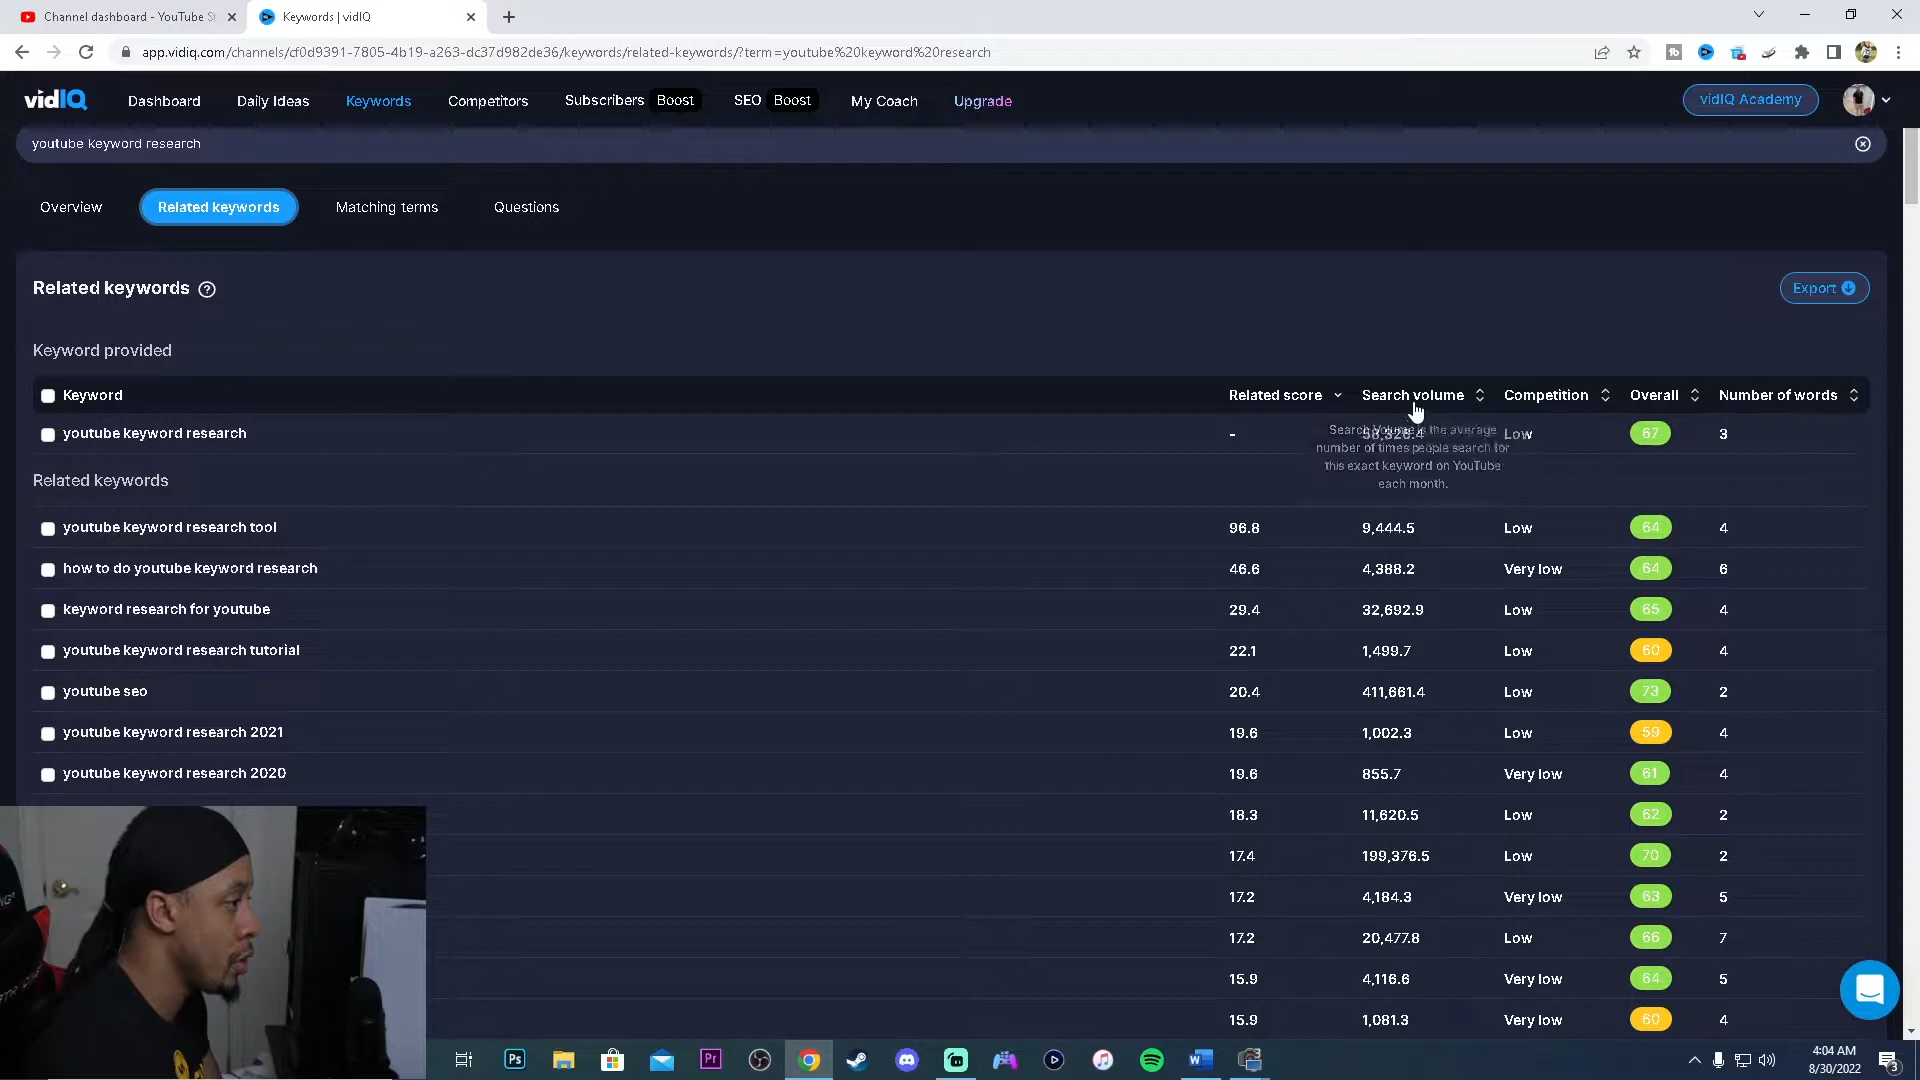 Channel dashboard - YouTube St
Keywords | vidIQ
app.vidiq.com/channels/cf0d9391-7805-4b19-a263-dc37d982de36/keywords/related-keywords/?term=youtube%20keyword%20research
vidIQ Dashboard Daily Ideas Keywords Competitors Subscribers Boost SEO Boost My Coach Upgrade vidIQ Academy
youtube keyword research
Overview Related keywords Matching terms Questions
Related keywords ? Export
Keyword provided
Keyword Related score Search volume Competition Overall Number of words
youtube keyword research - Low 67 3
Search Volume is the average
number of times people search for
this exact keyword on YouTube
each month.
Related keywords
youtube keyword research tool 96.8 9,444.5 Low 64 4
how to do youtube keyword research 46.6 4,388.2 Very low 64 6
keyword research for youtube 29.4 32,692.9 Low 65 4
youtube keyword research tutorial 22.1 1,499.7 Low 60 4
youtube seo 20.4 411,661.4 Low 73 2
youtube keyword research 2021 19.6 1,002.3 Low 59 4
youtube keyword research 2020 19.6 855.7 Very low 61 4
18.3 11,620.5 Low 62 2
17.4 199,376.5 Low 70 2
17.2 4,184.3 Very low 63 5
17.2 20,477.8 Low 66 7
15.9 4,116.6 Very low 64 5
15.9 1,081.3 Very low 60 4
Ps Pr W
4:04 AM
8/30/2022
3